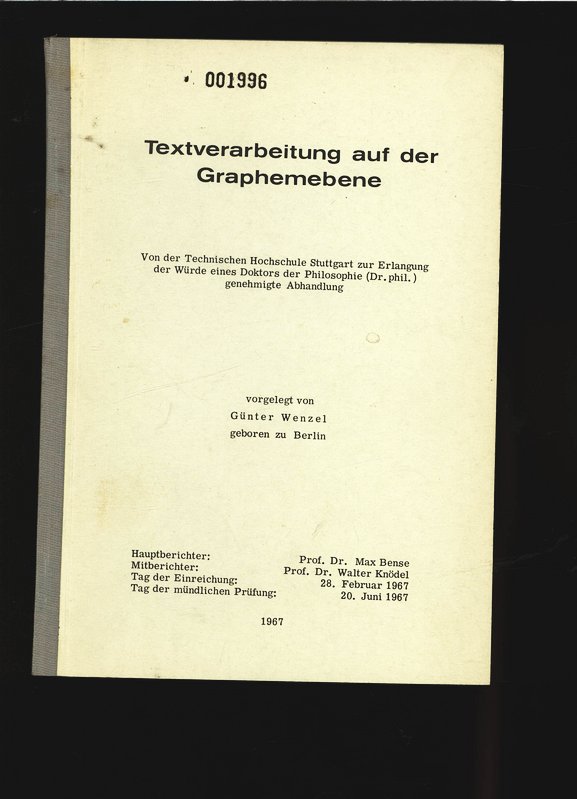 001996
Textverarbeitung auf der
Graphemebene
Von der Technischen Hochschule Stuttgart zur Erlangung
der Würde eines Doktors der Philosophie (Dr. phil.)
genehmigte Abhandlung
vorgelegt von
Günter Wenzel
geboren zu Berlin
Hauptberichter: Prof. Dr. Max Bense
Mitberichter: Prof. Dr. Walter Knödel
Tag der Einreichung: 28. Februar 1967
Tag der mündlichen Prüfung: 20. Juni 1967
1967